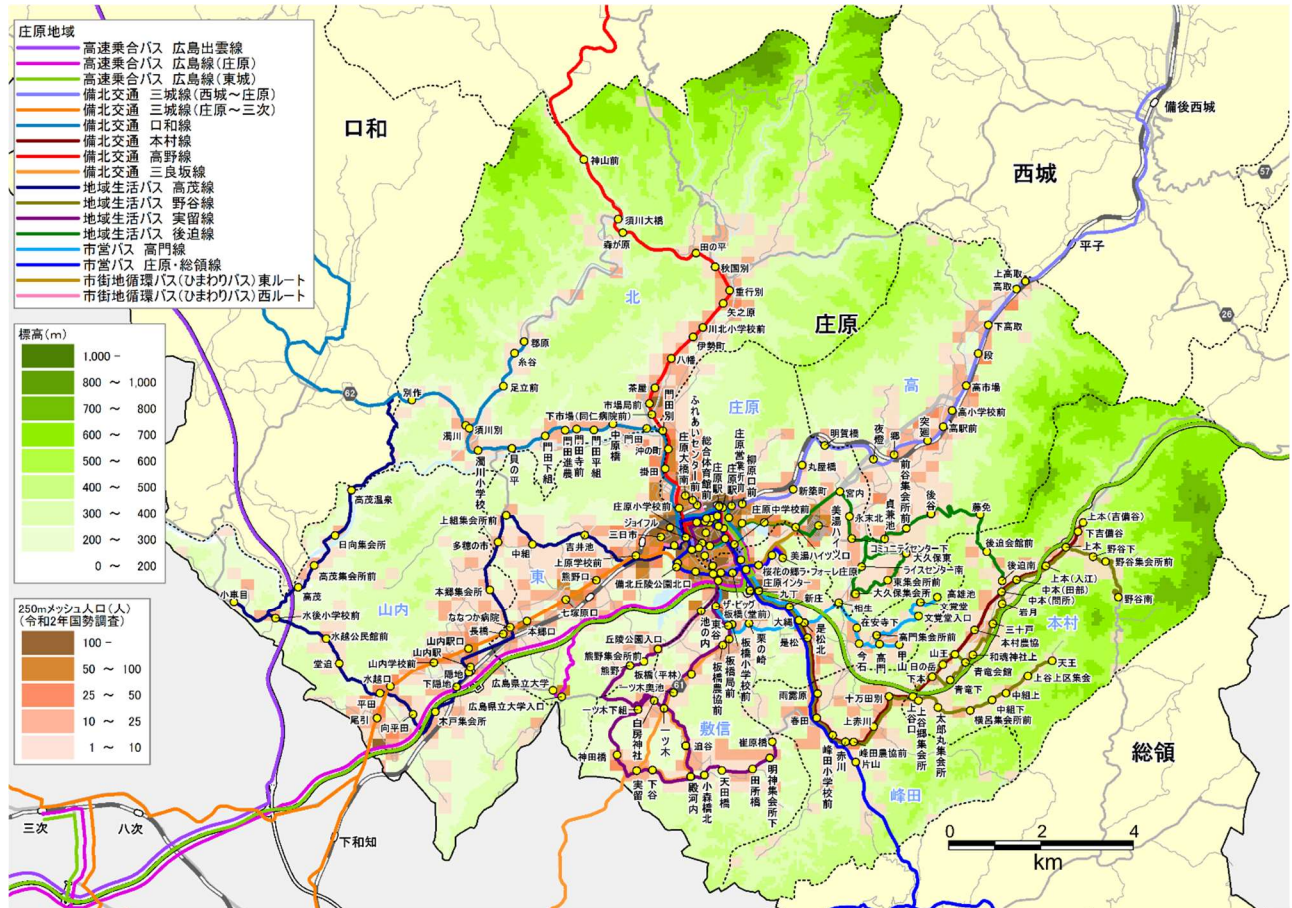 庄原地域
高速乗合バス 広島出雲線
高速乗合バス 広島線(庄原)
高速乗合バス 広島線(東城)
備北交通 三城線(西城～庄原)
備北交通 三城線(庄原～三次)
備北交通 口和線
備北交通 本村線
備北交通 高野線
備北交通 三良坂線
地域生活バス 高茂線
地域生活バス 野谷線
地域生活バス 実留線
地域生活バス 後迫線
市営バス 高門線
市営バス 庄原・総領線
市街地循環バス(ひまわりバス)東ルート
市街地循環バス(ひまわりバス)西ルート
標高(m)
1,000 -
800 ～ 1,000
700 ～ 800
600 ～ 700
500 ～ 600
400 ～ 500
300 ～ 400
200 ～ 300
0 ～ 200
250mメッシュ人口(人)
(令和2年国勢調査)
100 -
50 ～ 100
25 ～ 50
10 ～ 25
1 ～ 10
口和
西城
庄原
総領
北
庄原
高
東
山内
敷信
本村
峰田
備後西城
57
平子
26
62
61
神山前
須川大橋
森が原
田の平
秋国別
重行別
矢之原
川北小学校前
伊勢町
八幡
茶屋
市場局前
門田別
下市場(同仁病院前)
郷原
糸谷
足立前
別作
濁川
須川別
濁川小学校
貝の平
門田下組
門田進農
門田寺前
門田平組
中原橋
門田
沖の町
掛田
庄原大橋南
ふれあいセンター前
総合体育館前
庄原駅
庄原駅
庄原営業所前
柳原口前
庄原小学校前
ジョイフル
三日市
庄原中学校前
新築町
丸屋橋
明賀橋
夜燈
郷
突廻
高駅前
高小学校前
高市場
段
下高取
高取
上高取
宮内
美湯ハイツ
美湯ハイツ入口
永末北
貞兼池
前谷集会所前
後谷
藤免
後迫会館前
後迫南
コミュニティセンター下
大久保東
ライスセンター南
東集会所前
大久保集会所前
桜花の郷ラ・フォーレ庄原
庄原インター
九丁
新庄
相生
在安寺下
今石
高門
甲山
高門集会所前
文覚堂入口
文覚堂
高雄池
上本(吉備谷)
下吉備谷
上本
野谷下
野谷集会所前
野谷南
上本(入江)
中本(田部)
中本(問所)
岩月
三十戸
本村農協
和魂神社上
青竜会館
青竜下
山王
日の岳
下本
天王
上谷上区集会
中組上
中組下
横呂集会所前
太郎丸集会所
上谷郷集会所
上谷口
十万田別
上赤川
峰田農協前
片山
赤川
峰田小学校前
春田
雨霽原
是松北
是松
大縄
栗の崎
板橋小学校前
板橋農協前
板橋局前
板橋(堂前)
ザ・ビッグ
東谷
池の内
備北丘陵公園北口
丘陵公園入口
熊野集会所前
熊野
板橋(平林)
一ツ木奥池
一ツ木下組
一ツ木
白房神社
神田橋
実留
下谷
殿河内
小森橋北
天田橋
田所橋
明神集会所下
崔原橋
迫谷
広島県立大学
広島県立大学入口
高茂温泉
日向集会所
高茂集会所前
高茂
小車目
水後小学校前
水越公民館前
堂迫
水越口
平田
尾引
向平田
木戸集会所
下隠地
隠地
山内学校前
山内駅
山内駅口
長橋
ななつか病院
本郷集会所
本郷口
七塚原口
熊野口
上原学校前
吉井池
中組
多穂の市
上組集会所前
三次
八次
下和知
0 2 4
km